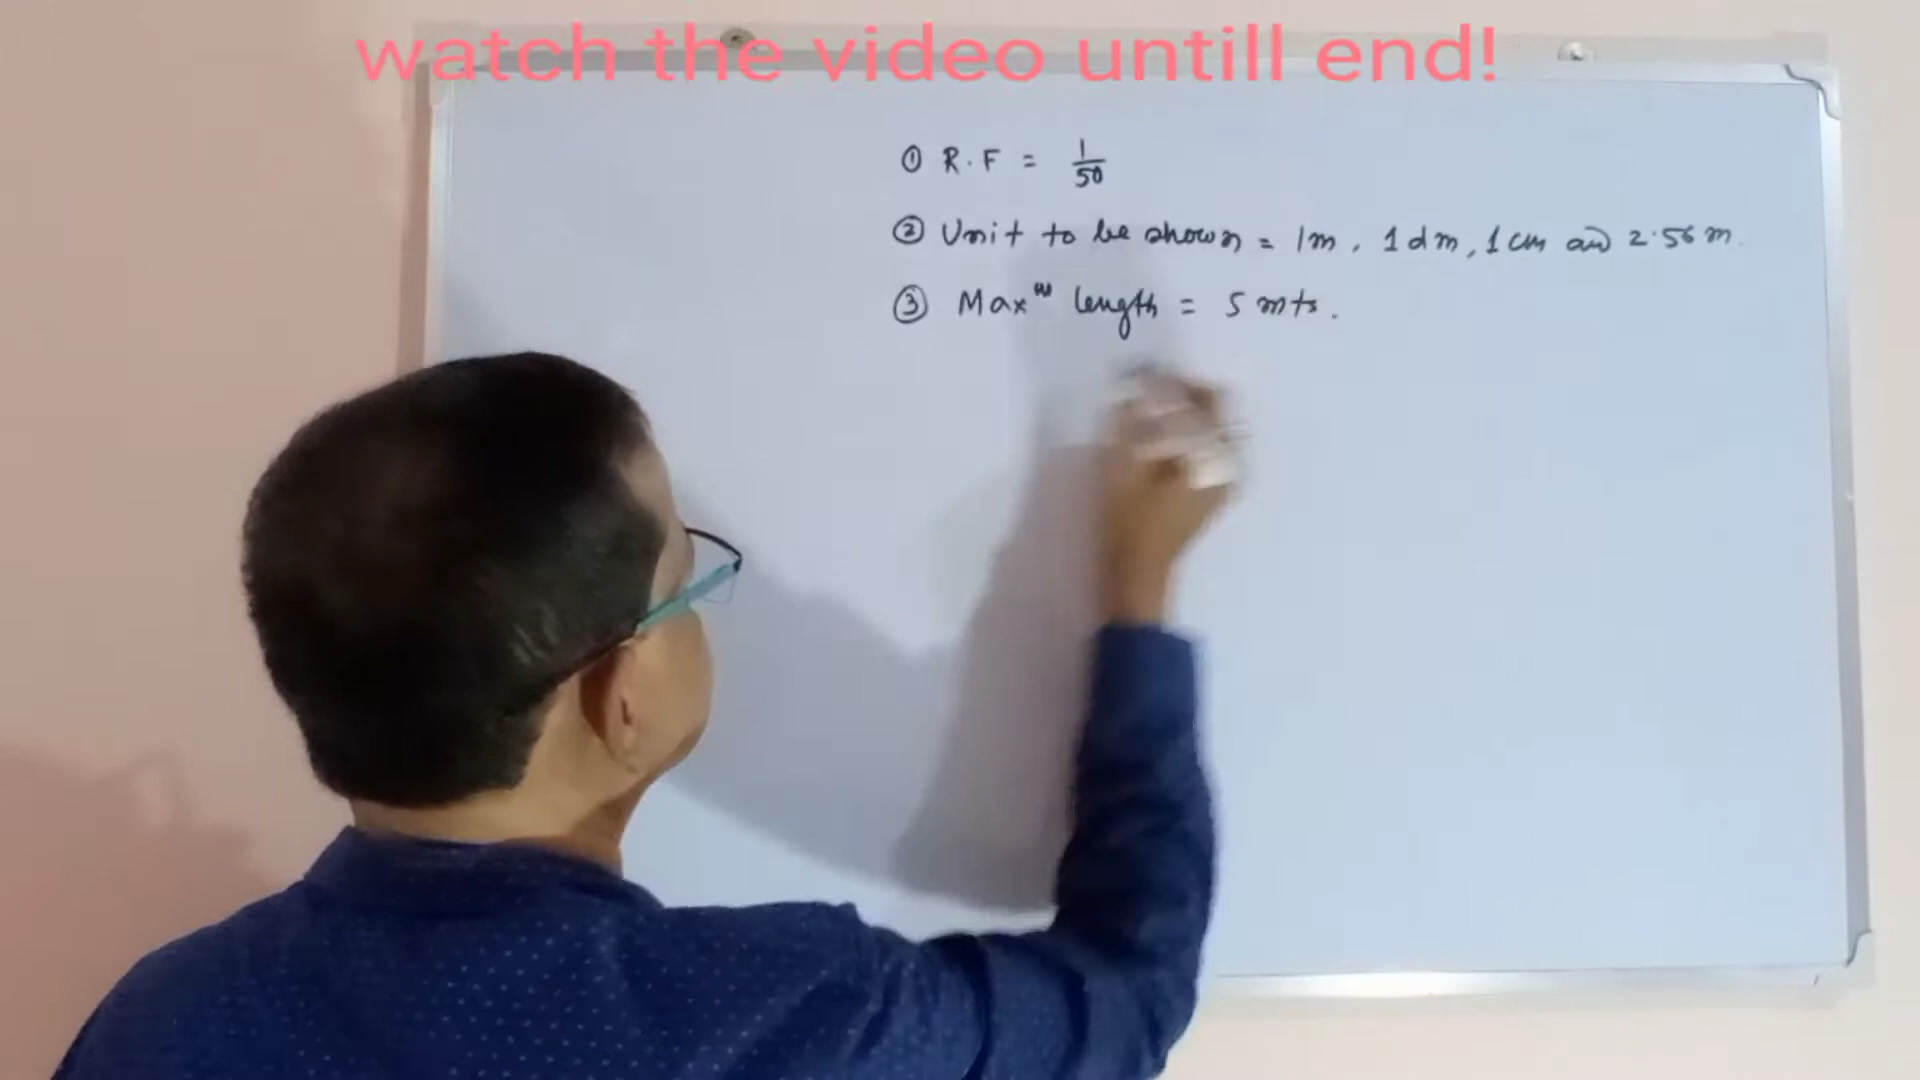 watch the video untill end!
① R.F = 1/50
② Unit to be shown = 1m, 1dm, 1cm and 2.56 m.
③ Maxm length = 5 mts.